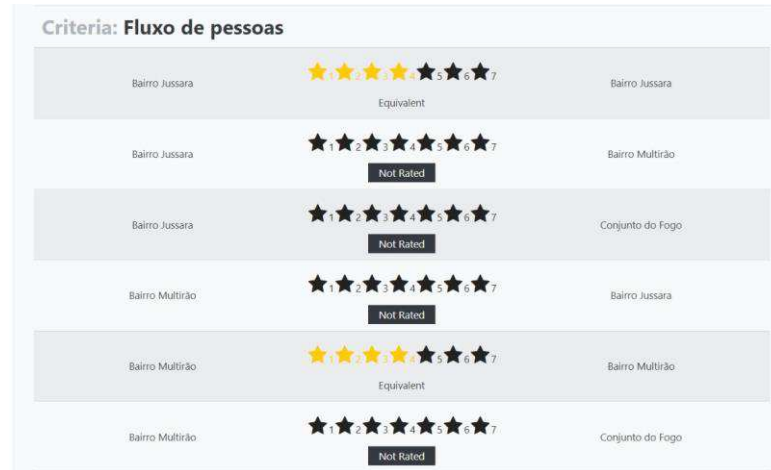 Criteria: Fluxo de pessoas
Bairro Jussara 1 2 3 4 5 6 7 Bairro Jussara
Equivalent
Bairro Jussara 1 2 3 4 5 6 7 Bairro Multirão
Not Rated
Bairro Jussara 1 2 3 4 5 6 7 Conjunto do Fogo
Not Rated
Bairro Multirão 1 2 3 4 5 6 7 Bairro Jussara
Not Rated
Bairro Multirão 1 2 3 4 5 6 7 Bairro Multirão
Equivalent
Bairro Multirão 1 2 3 4 5 6 7 Conjunto do Fogo
Not Rated